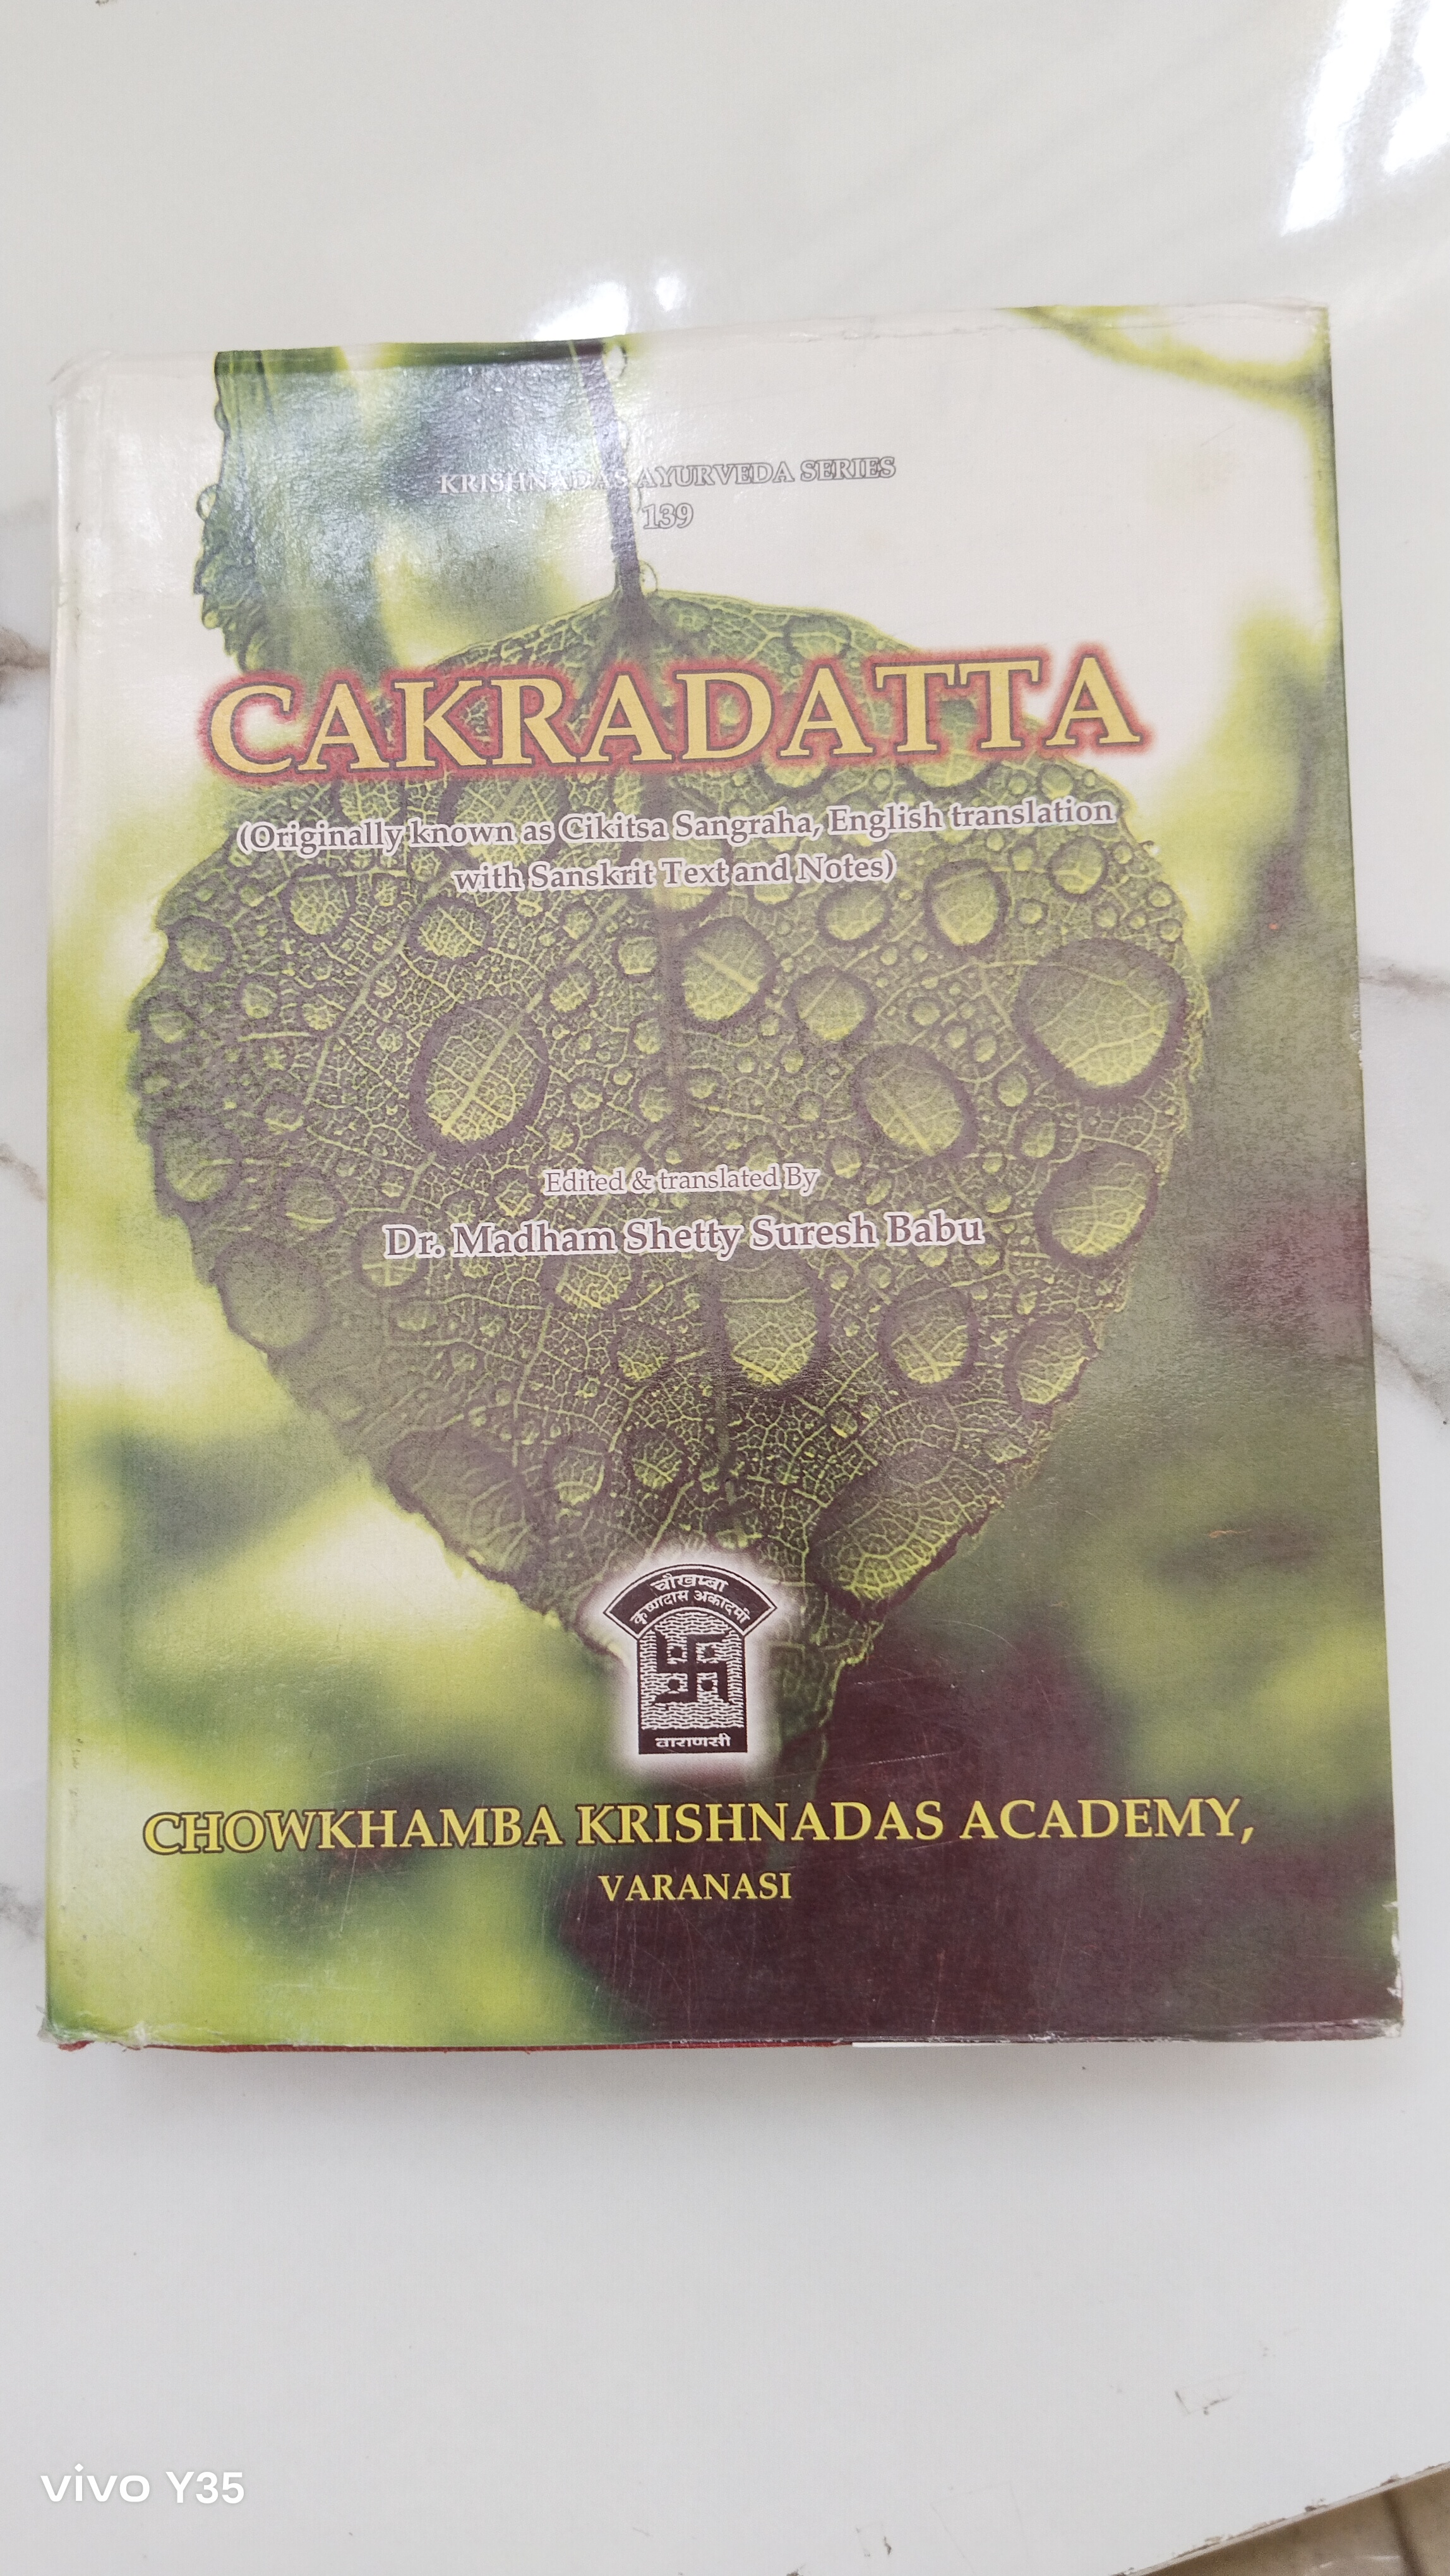 KRISHNADAS AYURVEDA SERIES
139
CAKRADATTA
(Originally known as Cikitsa Sangraha, English translation
with Sanskrit Text and Notes)
Edited & translated By
Dr. Madham Shetty Suresh Babu
चौखम्बा
कृष्णदास अकादमी
वाराणसी
CHOWKHAMBA KRISHNADAS ACADEMY,
VARANASI
vivo Y35